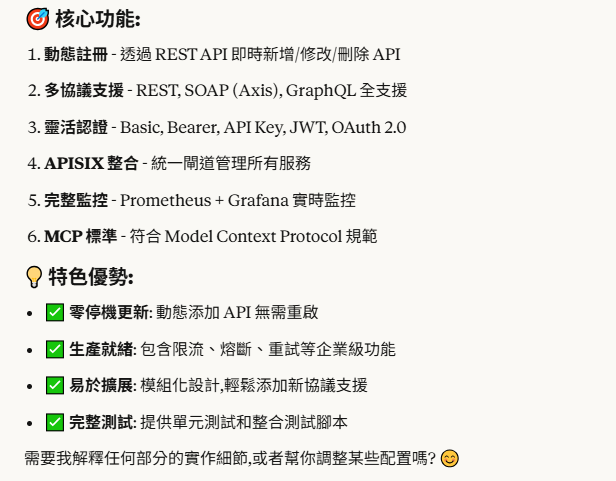 🎯 核心功能:
1. 動態註冊 - 透過 REST API 即時新增/修改/刪除 API
2. 多協議支援 - REST, SOAP (Axis), GraphQL 全支援
3. 靈活認證 - Basic, Bearer, API Key, JWT, OAuth 2.0
4. APISIX 整合 - 統一閘道管理所有服務
5. 完整監控 - Prometheus + Grafana 實時監控
6. MCP 標準 - 符合 Model Context Protocol 規範
💡 特色優勢:
• ✅ 零停機更新: 動態添加 API 無需重啟
• ✅ 生產就緒: 包含限流、熔斷、重試等企業級功能
• ✅ 易於擴展: 模組化設計,輕鬆添加新協議支援
• ✅ 完整測試: 提供單元測試和整合測試腳本
需要我解釋任何部分的實作細節,或者幫你調整某些配置嗎? 😊